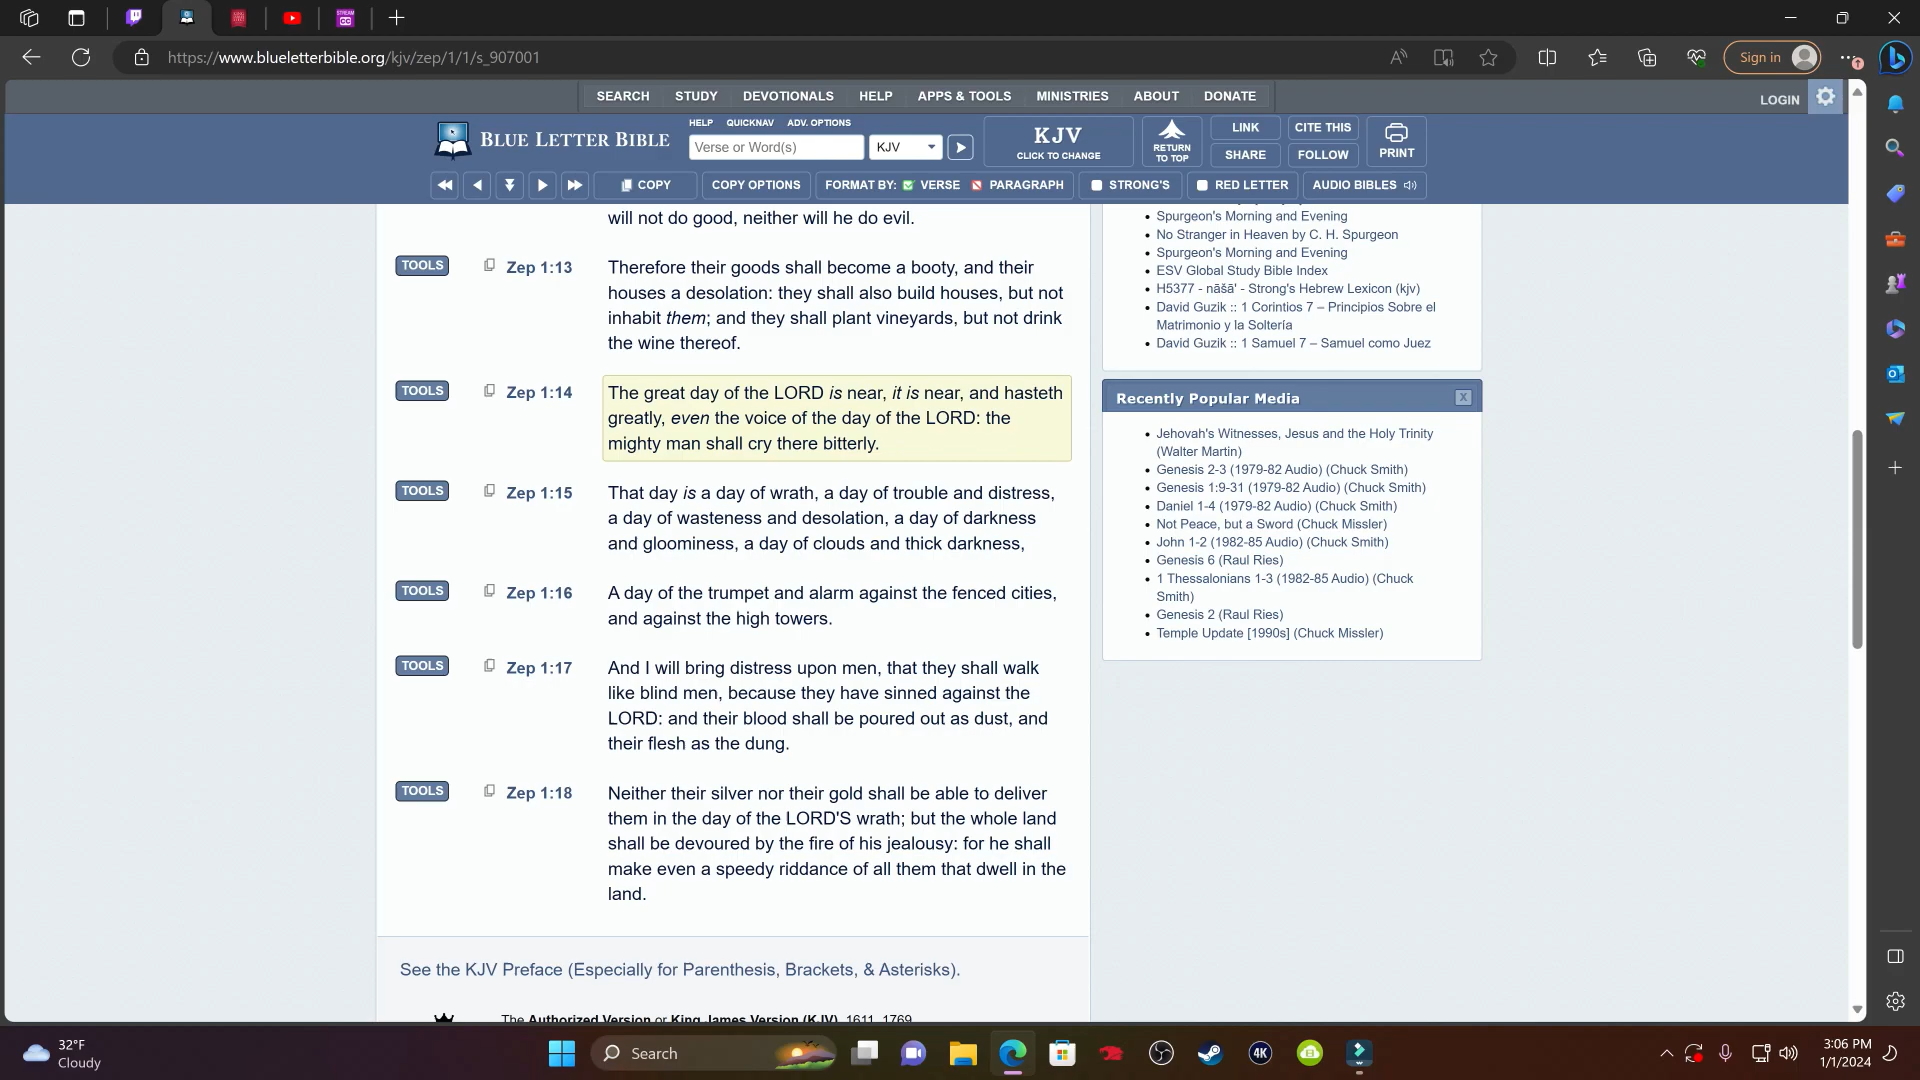 https://www.blueletterbible.org/kjv/zep/1/1/s_907001
Sign in
SEARCH STUDY DEVOTIONALS HELP APPS & TOOLS MINISTRIES ABOUT DONATE
LOGIN
BLUE LETTER BIBLE
HELP QUICKNAV ADV. OPTIONS
Verse or Word(s)
KJV
KJV
CLICK TO CHANGE
RETURN
TO TOP
LINK
CITE THIS
SHARE
FOLLOW
PRINT
COPY
COPY OPTIONS
FORMAT BY: VERSE PARAGRAPH
STRONG'S
RED LETTER
AUDIO BIBLES
will not do good, neither will he do evil.
TOOLS Zep 1:13 Therefore their goods shall become a booty, and their
houses a desolation: they shall also build houses, but not
inhabit them; and they shall plant vineyards, but not drink
the wine thereof.
TOOLS Zep 1:14 The great day of the LORD is near, it is near, and hasteth
greatly, even the voice of the day of the LORD: the
mighty man shall cry there bitterly.
TOOLS Zep 1:15 That day is a day of wrath, a day of trouble and distress,
a day of wasteness and desolation, a day of darkness
and gloominess, a day of clouds and thick darkness,
TOOLS Zep 1:16 A day of the trumpet and alarm against the fenced cities,
and against the high towers.
TOOLS Zep 1:17 And I will bring distress upon men, that they shall walk
like blind men, because they have sinned against the
LORD: and their blood shall be poured out as dust, and
their flesh as the dung.
TOOLS Zep 1:18 Neither their silver nor their gold shall be able to deliver
them in the day of the LORD'S wrath; but the whole land
shall be devoured by the fire of his jealousy: for he shall
make even a speedy riddance of all them that dwell in the
land.
See the KJV Preface (Especially for Parenthesis, Brackets, & Asterisks).
The Authorized Version or King James Version (KJV), 1611, 1769
Spurgeon's Morning and Evening
No Stranger in Heaven by C. H. Spurgeon
Spurgeon's Morning and Evening
ESV Global Study Bible Index
H5377 - nāšā' - Strong's Hebrew Lexicon (kjv)
David Guzik :: 1 Corintios 7 – Principios Sobre el
Matrimonio y la Soltería
David Guzik :: 1 Samuel 7 – Samuel como Juez
Recently Popular Media
X
Jehovah's Witnesses, Jesus and the Holy Trinity
(Walter Martin)
Genesis 2-3 (1979-82 Audio) (Chuck Smith)
Genesis 1:9-31 (1979-82 Audio) (Chuck Smith)
Daniel 1-4 (1979-82 Audio) (Chuck Smith)
Not Peace, but a Sword (Chuck Missler)
John 1-2 (1982-85 Audio) (Chuck Smith)
Genesis 6 (Raul Ries)
1 Thessalonians 1-3 (1982-85 Audio) (Chuck
Smith)
Genesis 2 (Raul Ries)
Temple Update [1990s] (Chuck Missler)
32°F
Cloudy
Search
4K
3:06 PM
1/1/2024